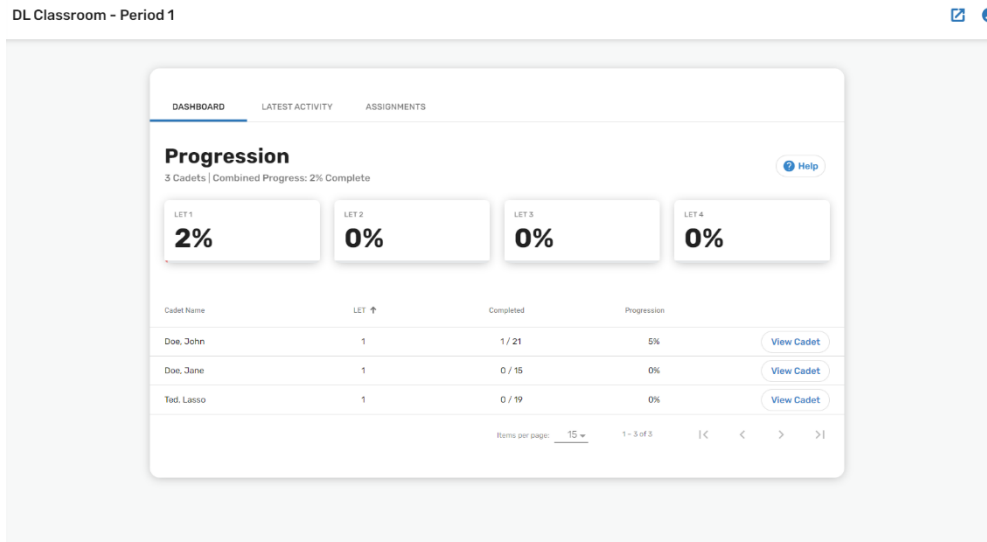 DL Classroom - Period 1
DASHBOARD LATEST ACTIVITY ASSIGNMENTS
Progression
3 Cadets | Combined Progress: 2% Complete
? Help
LET 1 LET 2 LET 3 LET 4
2% 0% 0% 0%
Cadet Name LET ↑ Completed Progression
Doe, John 1 1 / 21 5% View Cadet
Doe, Jane 1 0 / 15 0% View Cadet
Ted, Lasso 1 0 / 19 0% View Cadet
Items per page: 15 1 – 3 of 3